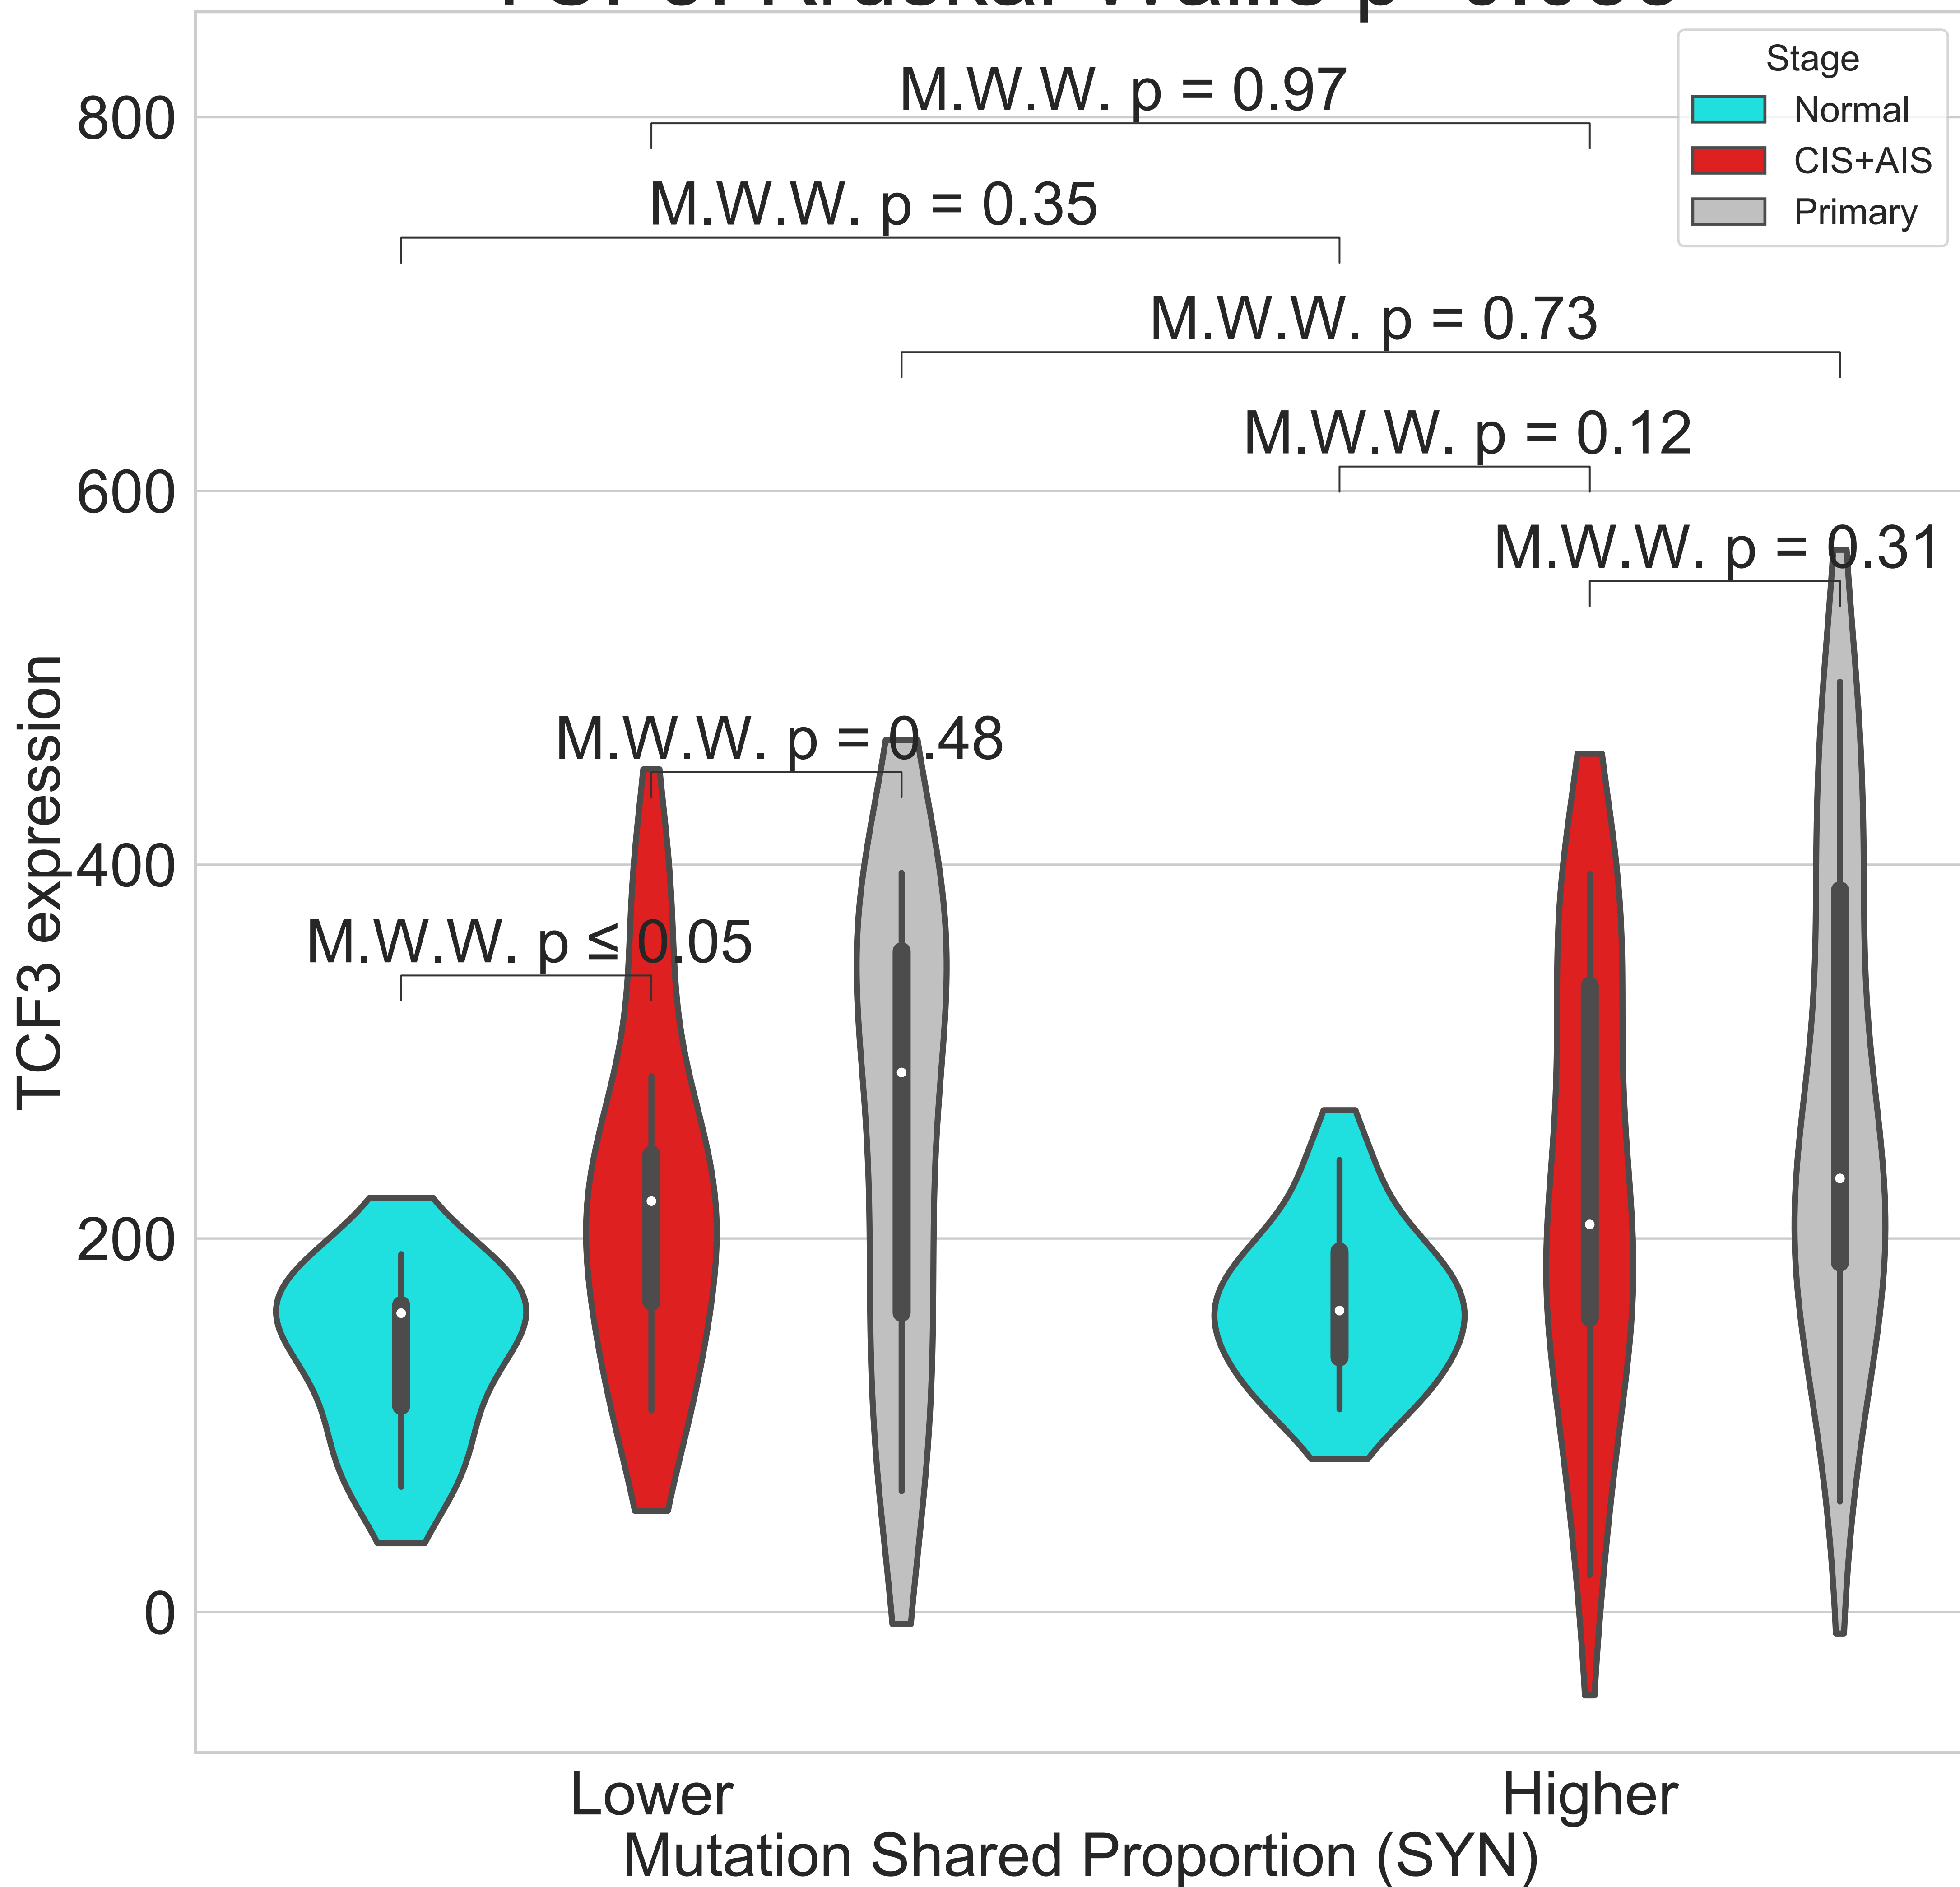 Stage
Normal
CIS+AIS
Primary
M.W.W. p = 0.97
M.W.W. p = 0.35
M.W.W. p = 0.73
M.W.W. p = 0.12
M.W.W. p = 0.31
M.W.W. p = 0.48
M.W.W. p ≤ 0.05
800
600
400
200
0
TCF3 expression
Lower
Higher
Mutation Shared Proportion (SYN)